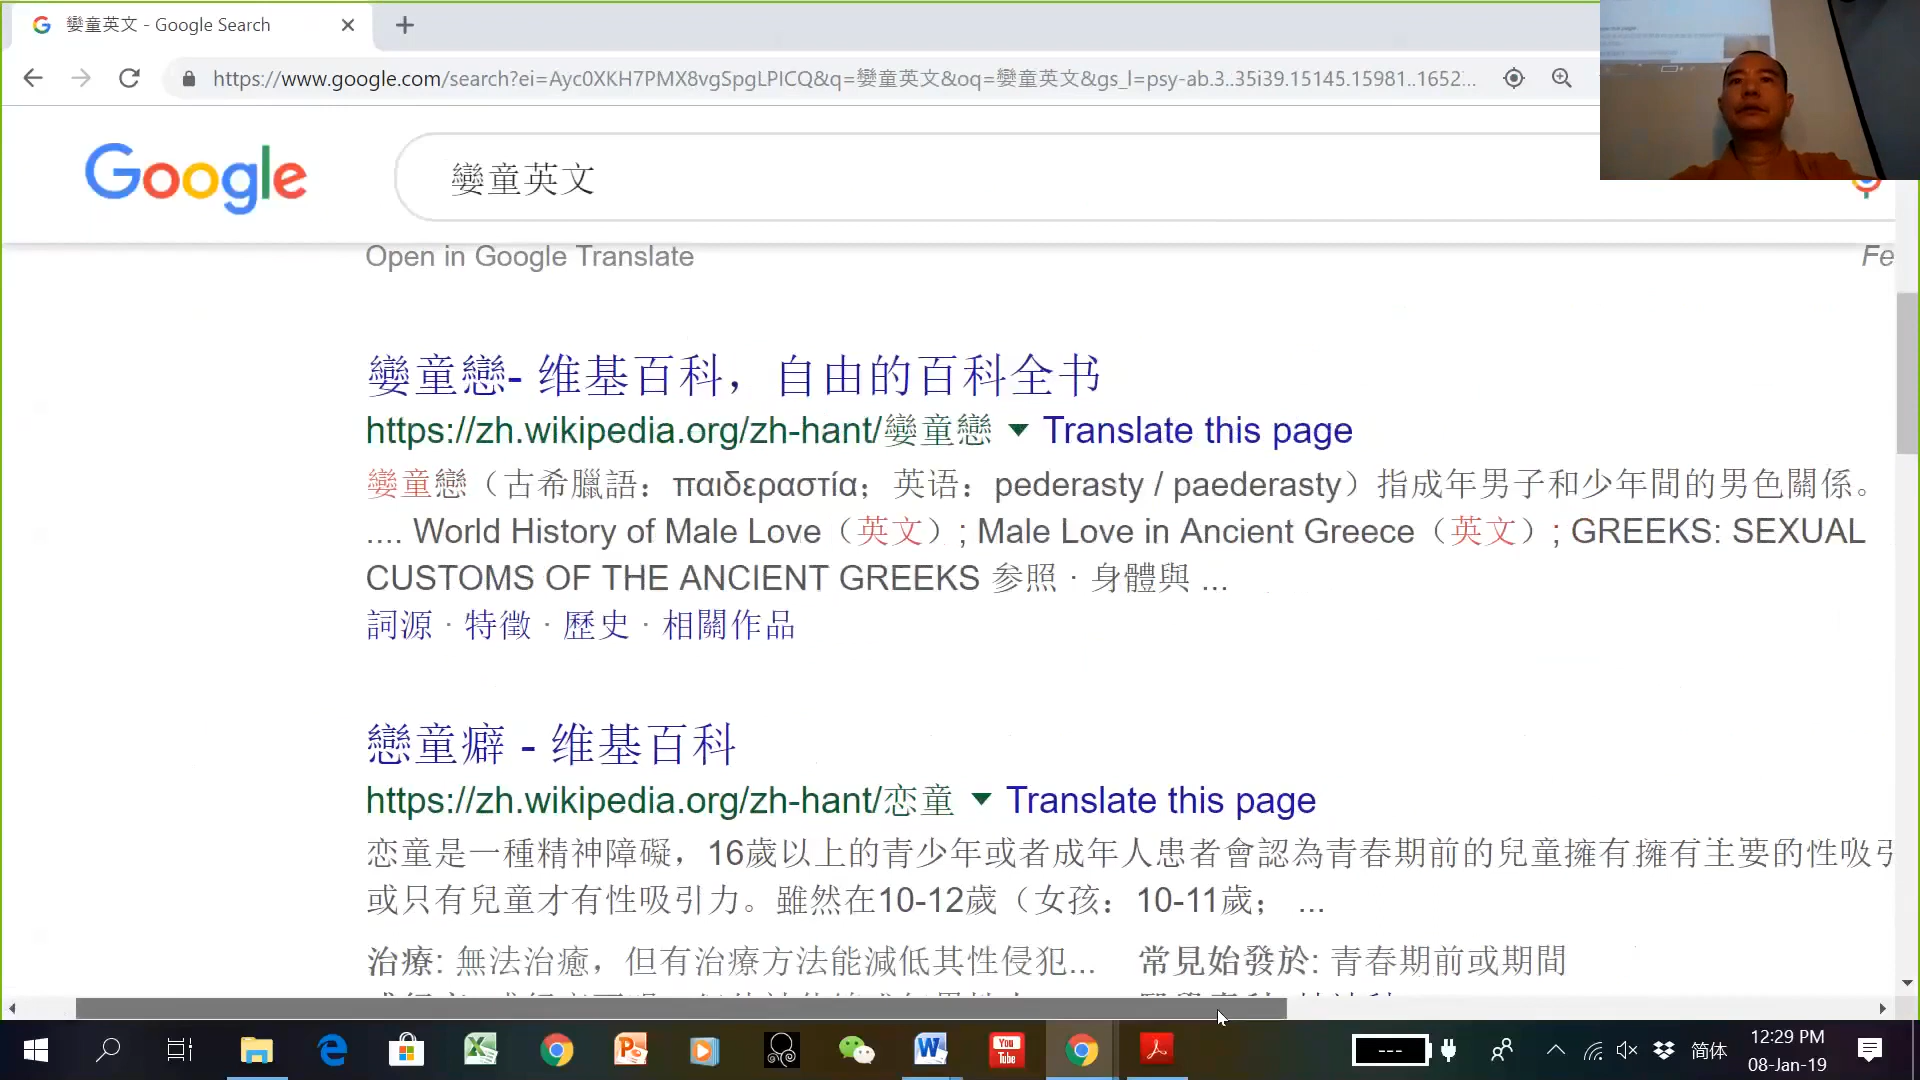 孌童英文 - Google Search
https://www.google.com/search?ei=Ayc0XKH7PMX8vgSpgLPICQ&q=孌童英文&oq=孌童英文&gs_l=psy-ab.3..35i39.15145.15981..1652...
Google
孌童英文
Open in Google Translate
Fe
孌童戀- 维基百科，自由的百科全书
https://zh.wikipedia.org/zh-hant/孌童戀 Translate this page
孌童戀（古希臘語：παιδεραστία；英语：pederasty / paederasty）指成年男子和少年間的男色關係。
.... World History of Male Love（英文）; Male Love in Ancient Greece（英文）; GREEKS: SEXUAL
CUSTOMS OF THE ANCIENT GREEKS 参照 · 身體與 ...
詞源 · 特徵 · 歷史 · 相關作品
戀童癖 - 维基百科
https://zh.wikipedia.org/zh-hant/恋童 Translate this page
恋童是一種精神障礙，16歲以上的青少年或者成年人患者會認為青春期前的兒童擁有擁有主要的性吸引
或只有兒童才有性吸引力。雖然在10-12歲（女孩：10-11歲； ...
治療: 無法治癒，但有治療方法能減低其性侵犯... 常見始發於: 青春期前或期間
You Tube
---
简体
12:29 PM
08-Jan-19